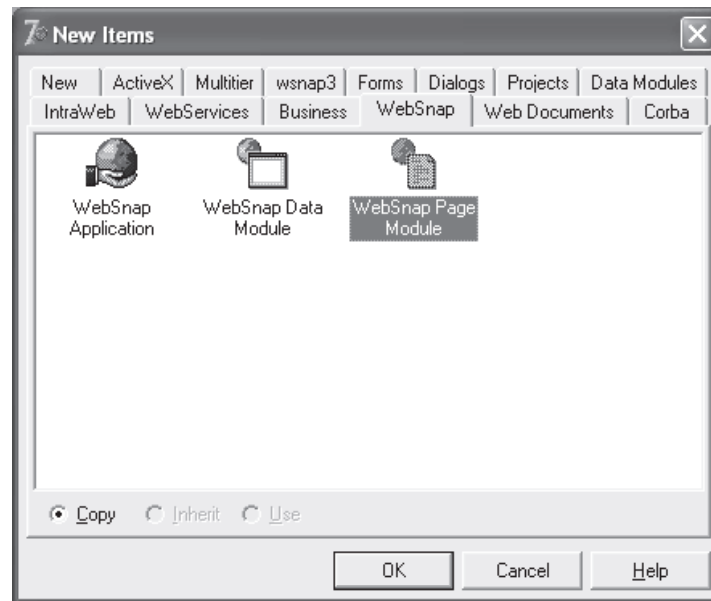 7 New Items
New ActiveX Multitier wsnap3 Forms Dialogs Projects Data Modules
IntraWeb WebServices Business WebSnap Web Documents Corba
WebSnap Application
WebSnap Data Module
WebSnap Page Module
Copy Inherit Use
OK Cancel Help